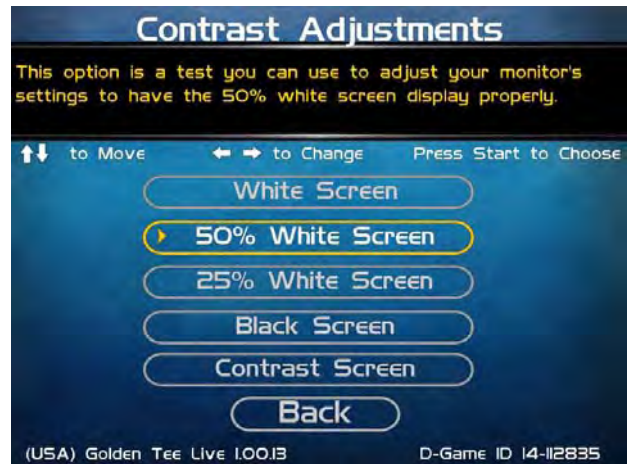 Contrast Adjustments
This option is a test you can use to adjust your monitor's
settings to have the 50% white screen display properly.
to Move to Change Press Start to Choose
White Screen
50% White Screen
25% White Screen
Black Screen
Contrast Screen
Back
(USA) Golden Tee Live 1.00.13 D-Game ID 14-112835